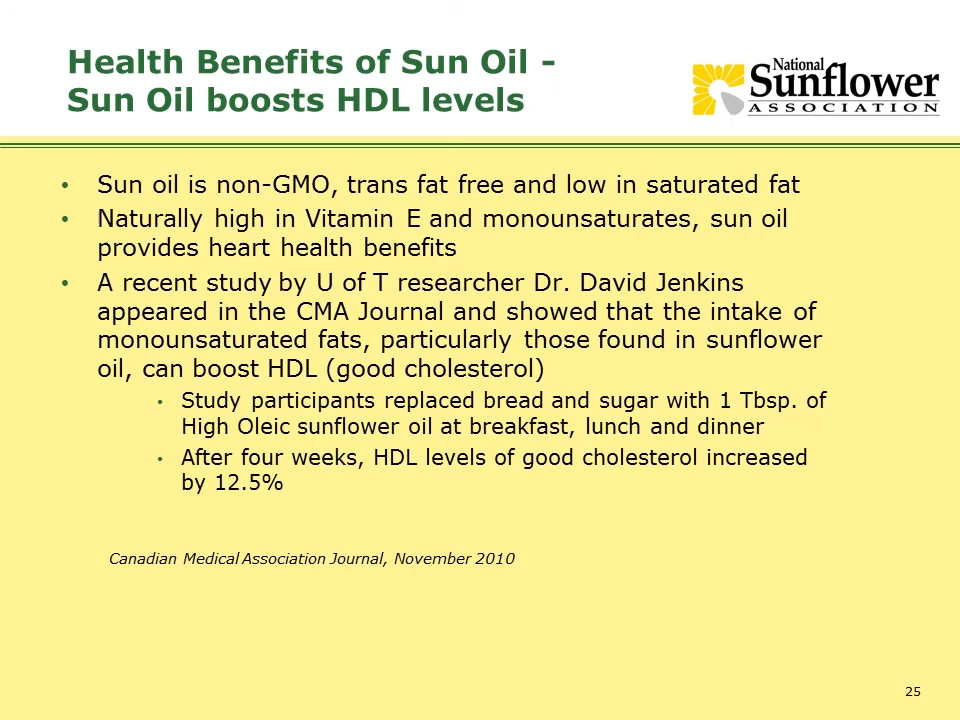 Health Benefits of Sun Oil -
Sun Oil boosts HDL levels
National
Sunflower
ASSOCIATION
• Sun oil is non-GMO, trans fat free and low in saturated fat
• Naturally high in Vitamin E and monounsaturates, sun oil
provides heart health benefits
• A recent study by U of T researcher Dr. David Jenkins
appeared in the CMA Journal and showed that the intake of
monounsaturated fats, particularly those found in sunflower
oil, can boost HDL (good cholesterol)
• Study participants replaced bread and sugar with 1 Tbsp. of
High Oleic sunflower oil at breakfast, lunch and dinner
• After four weeks, HDL levels of good cholesterol increased
by 12.5%
Canadian Medical Association Journal, November 2010
25